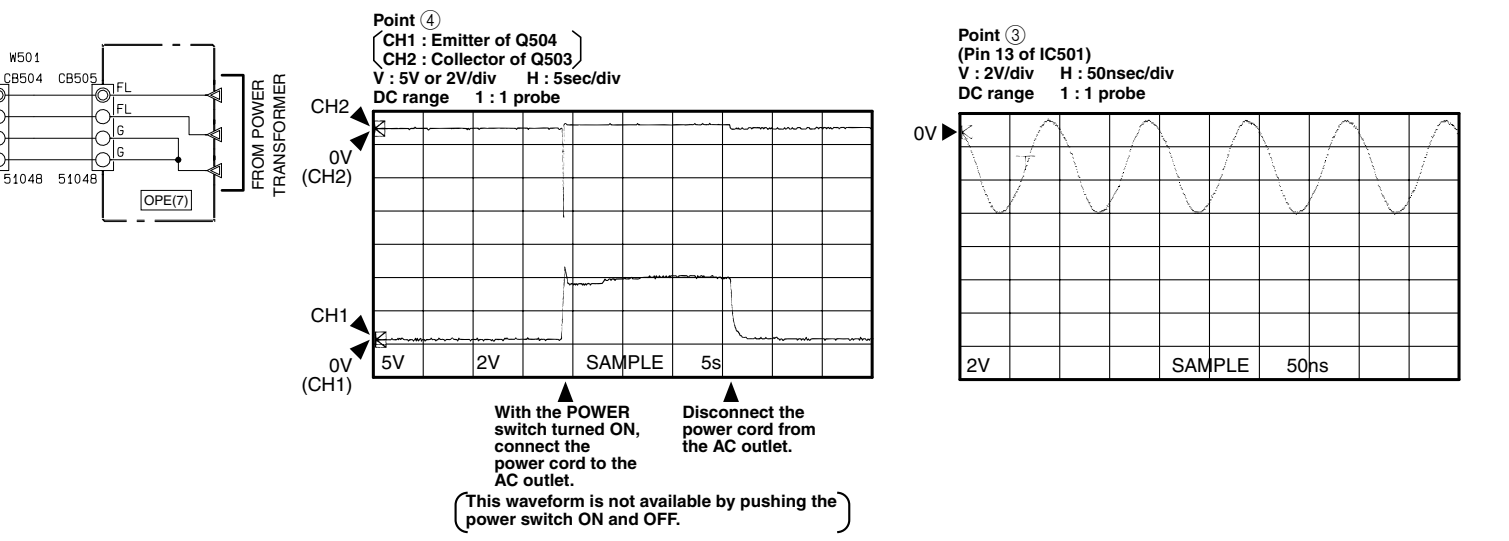 W501
CB504 CB505
FL
FL
G
G
5104B 5104B
OPE(7)
FROM POWER
TRANSFORMER
Point ④
CH1 : Emitter of Q504
CH2 : Collector of Q503
V : 5V or 2V/div H : 5sec/div
DC range 1 : 1 probe
CH2
0V
(CH2)
CH1
0V
(CH1)
5V 2V SAMPLE 5s
With the POWER
switch turned ON,
connect the
power cord to the
AC outlet.
Disconnect the
power cord from
the AC outlet.
(This waveform is not available by pushing the
power switch ON and OFF.)
Point ③
(Pin 13 of IC501)
V : 2V/div H : 50nsec/div
DC range 1 : 1 probe
0V
T
2V SAMPLE 50ns